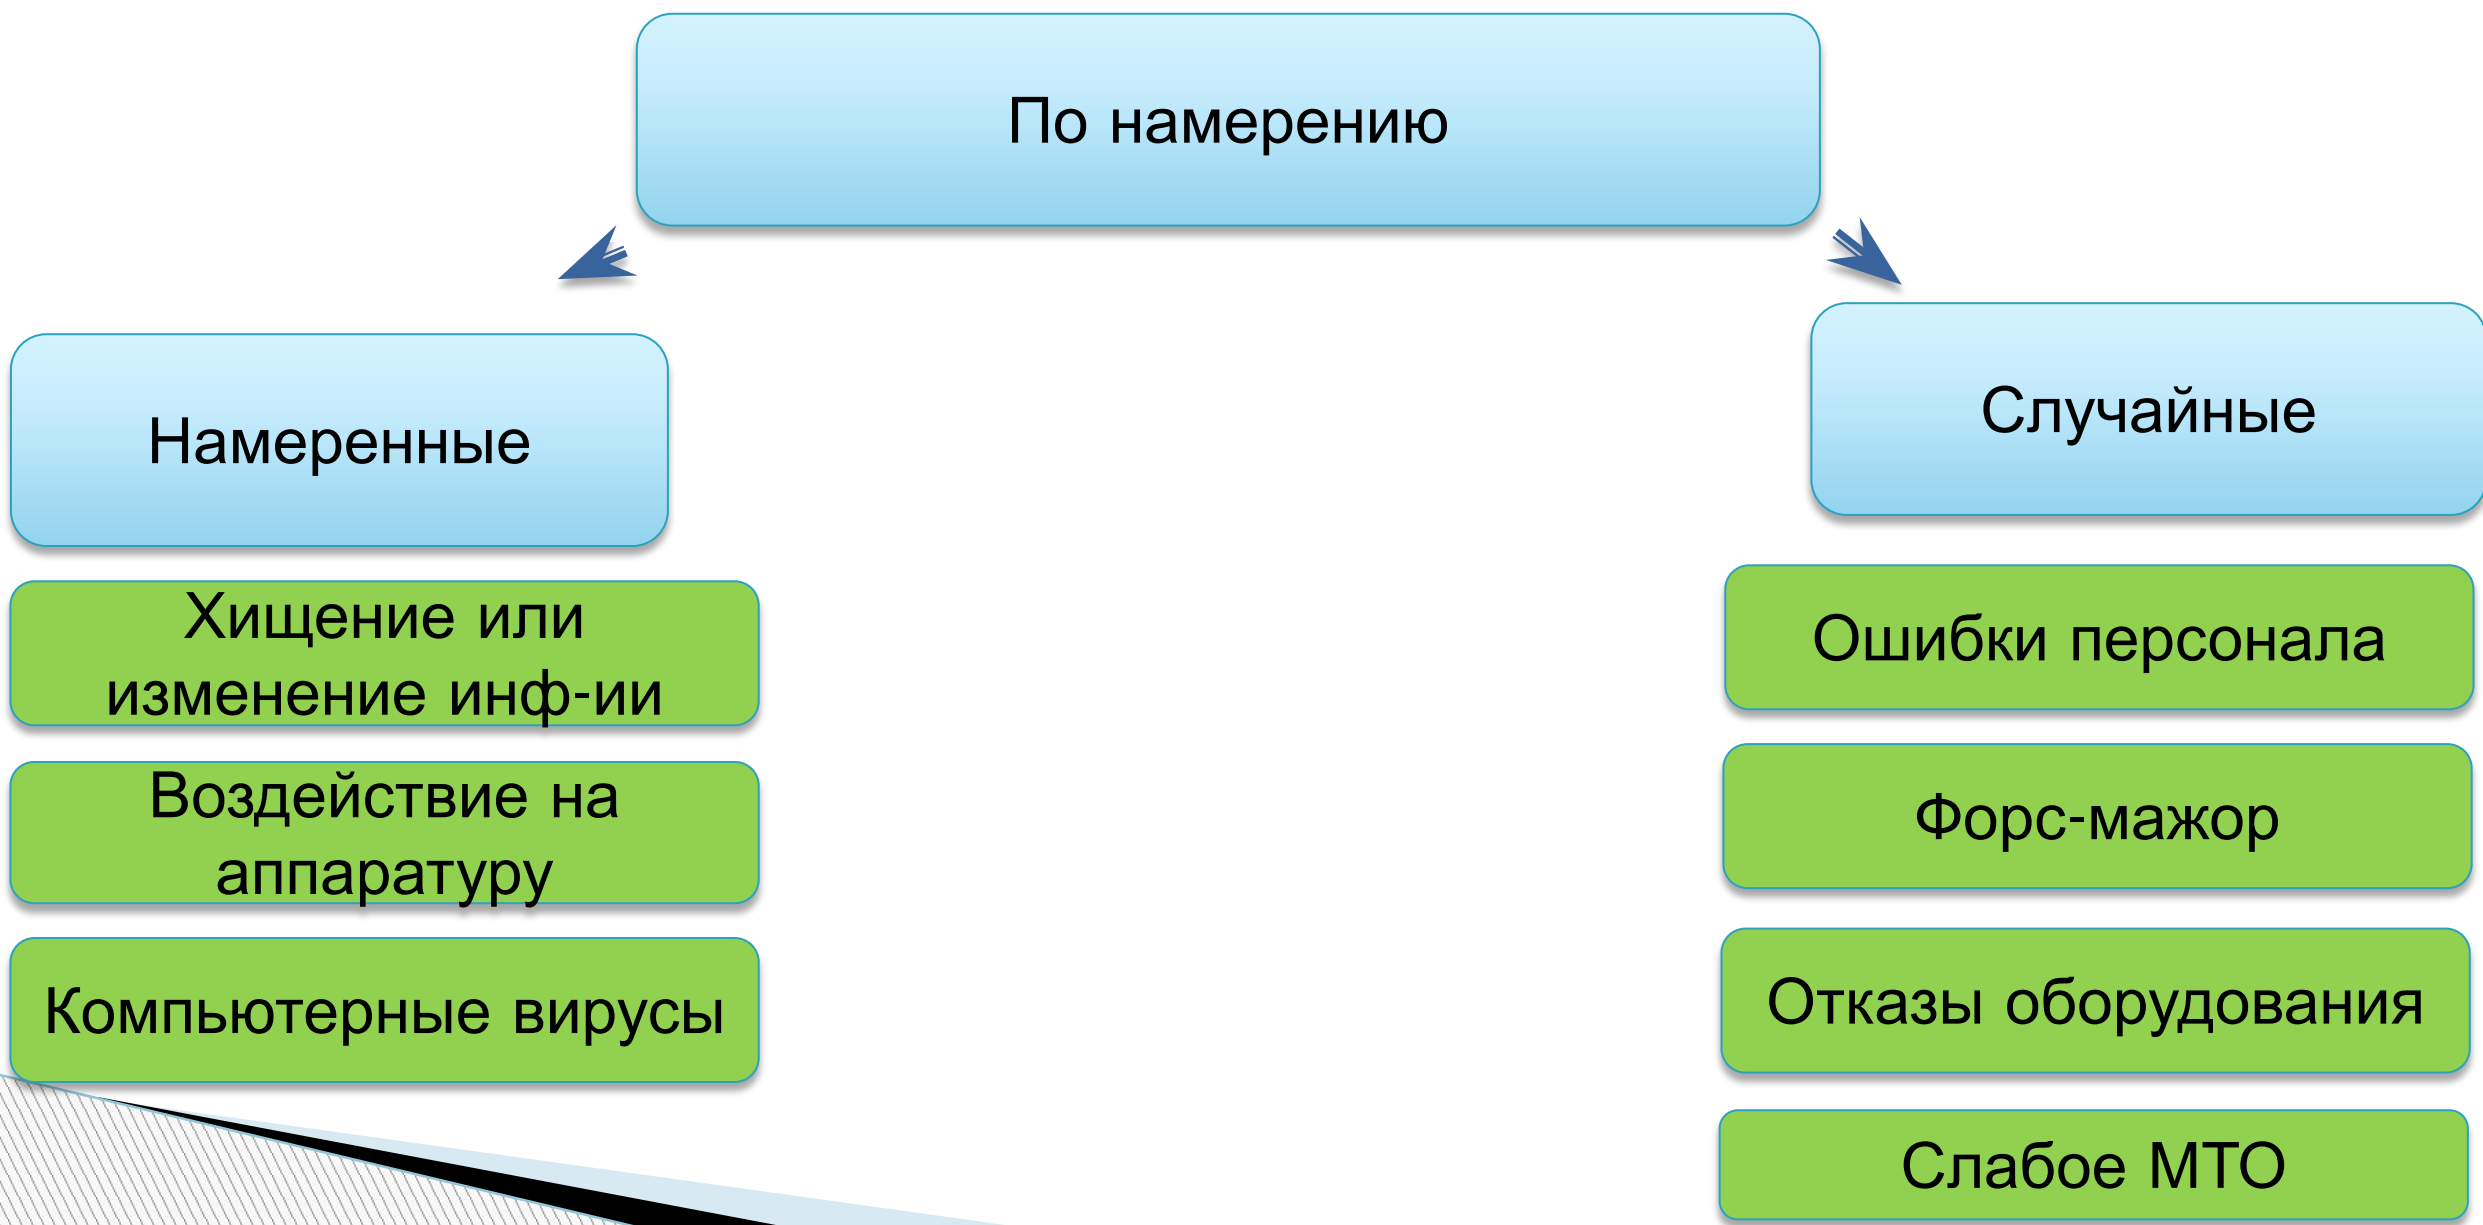 По намерению
Намеренные
Хищение или
изменение инф-ии
Воздействие на
аппаратуру
Компьютерные вирусы
Случайные
Ошибки персонала
Форс-мажор
Отказы оборудования
Слабое МТО